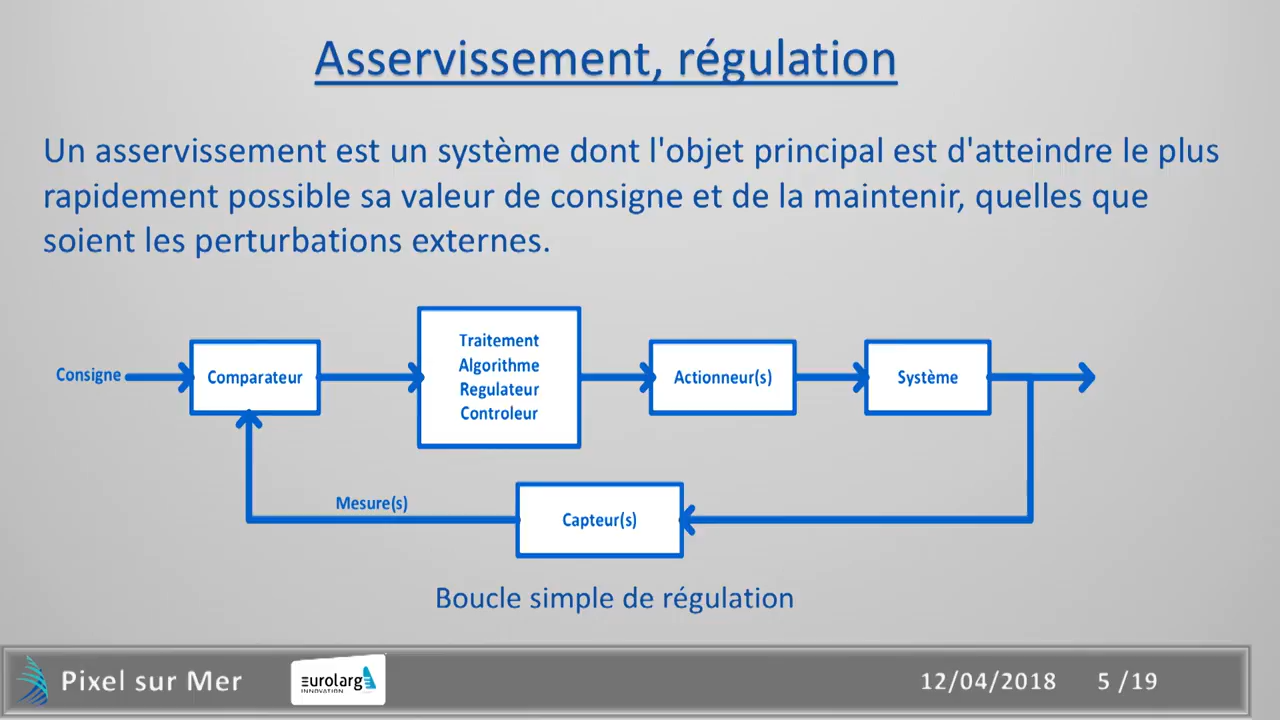 Asservissement, régulation
Un asservissement est un système dont l'objet principal est d'atteindre le plus
rapidement possible sa valeur de consigne et de la maintenir, quelles que
soient les perturbations externes.
Consigne
Comparateur
Traitement
Algorithme
Regulateur
Controleur
Actionneur(s)
Système
Mesure(s)
Capteur(s)
Boucle simple de régulation
Pixel sur Mer
Eurolarge
INNOVATION
12/04/2018
5 /19